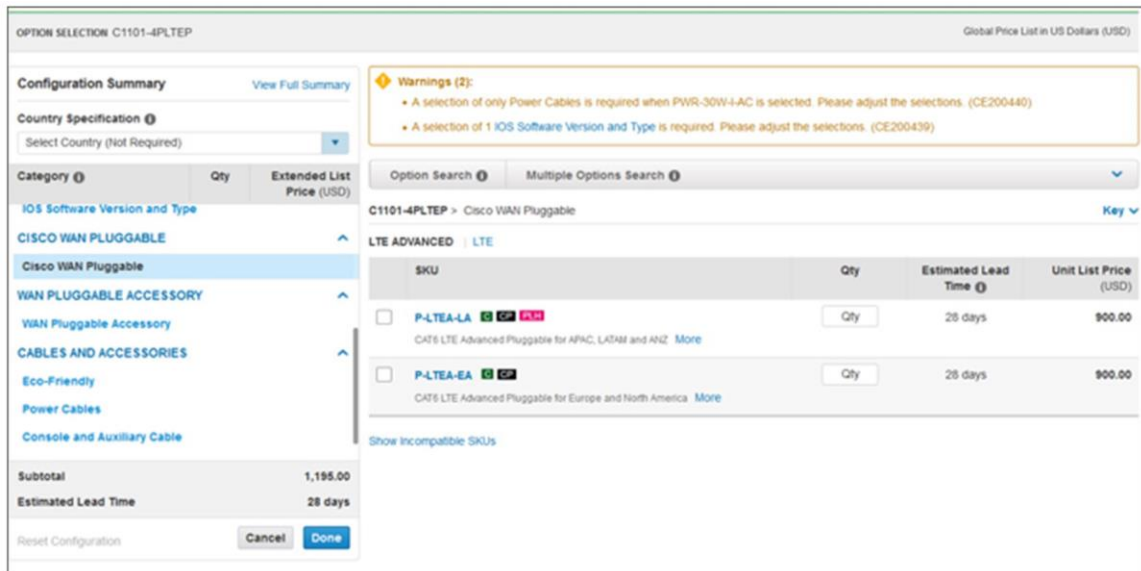 OPTION SELECTION C1101-4PLTEP
Global Price List in US Dollars (USD)
Configuration Summary
View Full Summary
Country Specification
Select Country (Not Required)
Category Qty Extended List Price (USD)
IOS Software Version and Type
CISCO WAN PLUGGABLE
Cisco WAN Pluggable
WAN PLUGGABLE ACCESSORY
WAN Pluggable Accessory
CABLES AND ACCESSORIES
Eco-Friendly
Power Cables
Console and Auxiliary Cable
Subtotal 1,195.00
Estimated Lead Time 28 days
Reset Configuration Cancel Done
Warnings (2):
• A selection of only Power Cables is required when PWR-30W-I-AC is selected. Please adjust the selections. (CE200440)
• A selection of 1 IOS Software Version and Type is required. Please adjust the selections. (CE200439)
Option Search Multiple Options Search
C1101-4PLTEP > Cisco WAN Pluggable
Key
LTE ADVANCED | LTE
SKU Qty Estimated Lead Time Unit List Price (USD)
P-LTEA-LA C CP PLH Qty 28 days 900.00
CAT6 LTE Advanced Pluggable for APAC, LATAM and ANZ More
P-LTEA-EA C CP Qty 28 days 900.00
CAT6 LTE Advanced Pluggable for Europe and North America More
Show Incompatible SKUs